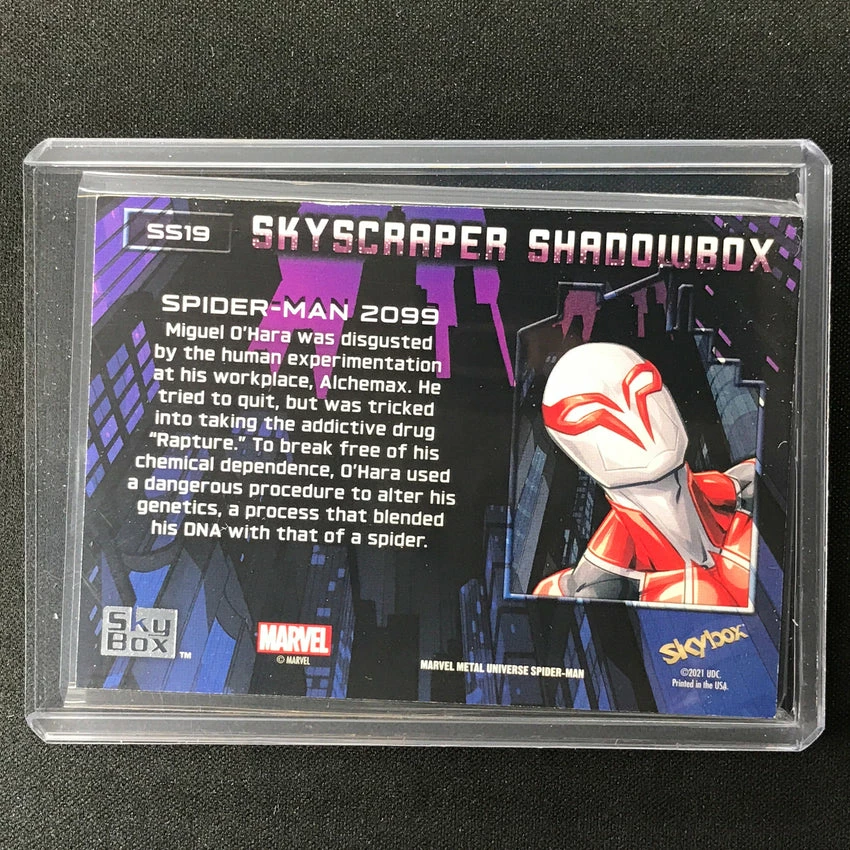 SS19
SKYSCRAPER SHADOWBOX
SPIDER-MAN 2099
Miguel O'Hara was disgusted
by the human experimentation
at his workplace, Alchemax. He
tried to quit, but was tricked
into taking the addictive drug
"Rapture." To break free of his
chemical dependence, O'Hara used
a dangerous procedure to alter his
genetics, a process that blended
his DNA with that of a spider.
Sky
Box
TM
MARVEL
© MARVEL
MARVEL METAL UNIVERSE SPIDER-MAN
Skybox
©2021 UDC.
Printed in the USA.